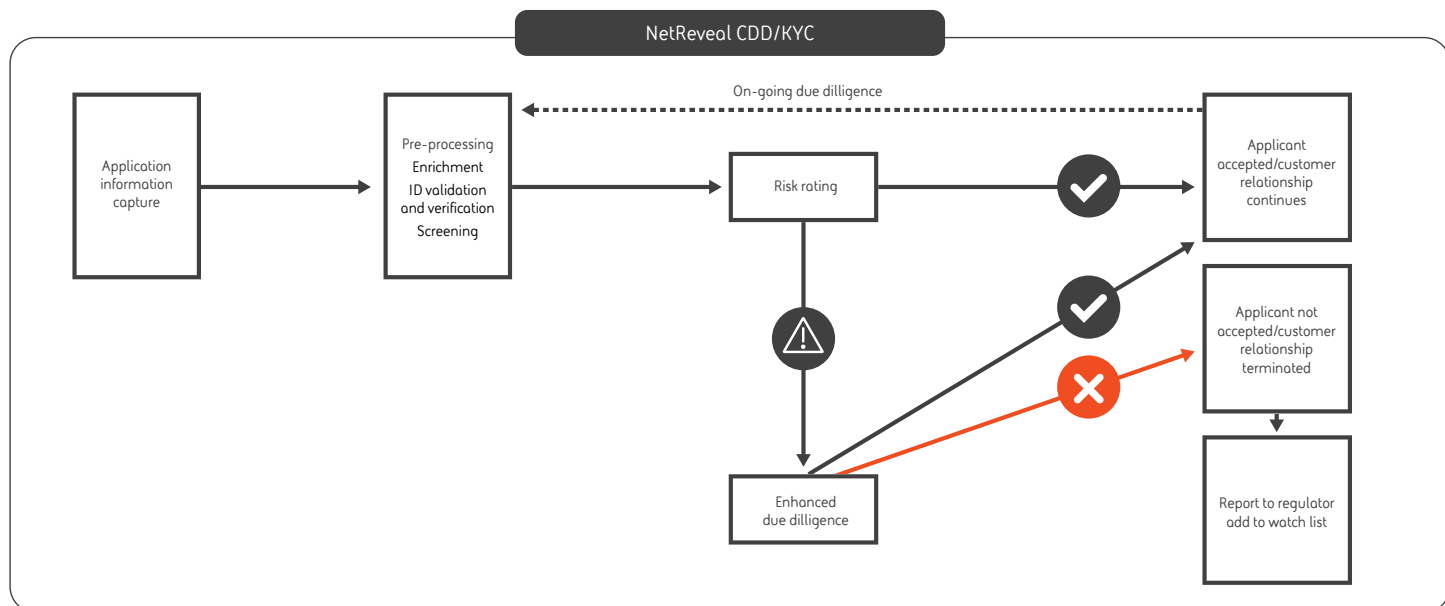 NetReveal CDD/KYC
On-going due dilligence
Application
information
capture
Pre-processing
Enrichment
ID validation
and verification
Screening
Risk rating
Applicant
accepted/customer
relationship
continues
Applicant not
accepted/customer
relationship
terminated
Enhanced
due dilligence
Report to regulator
add to watch list